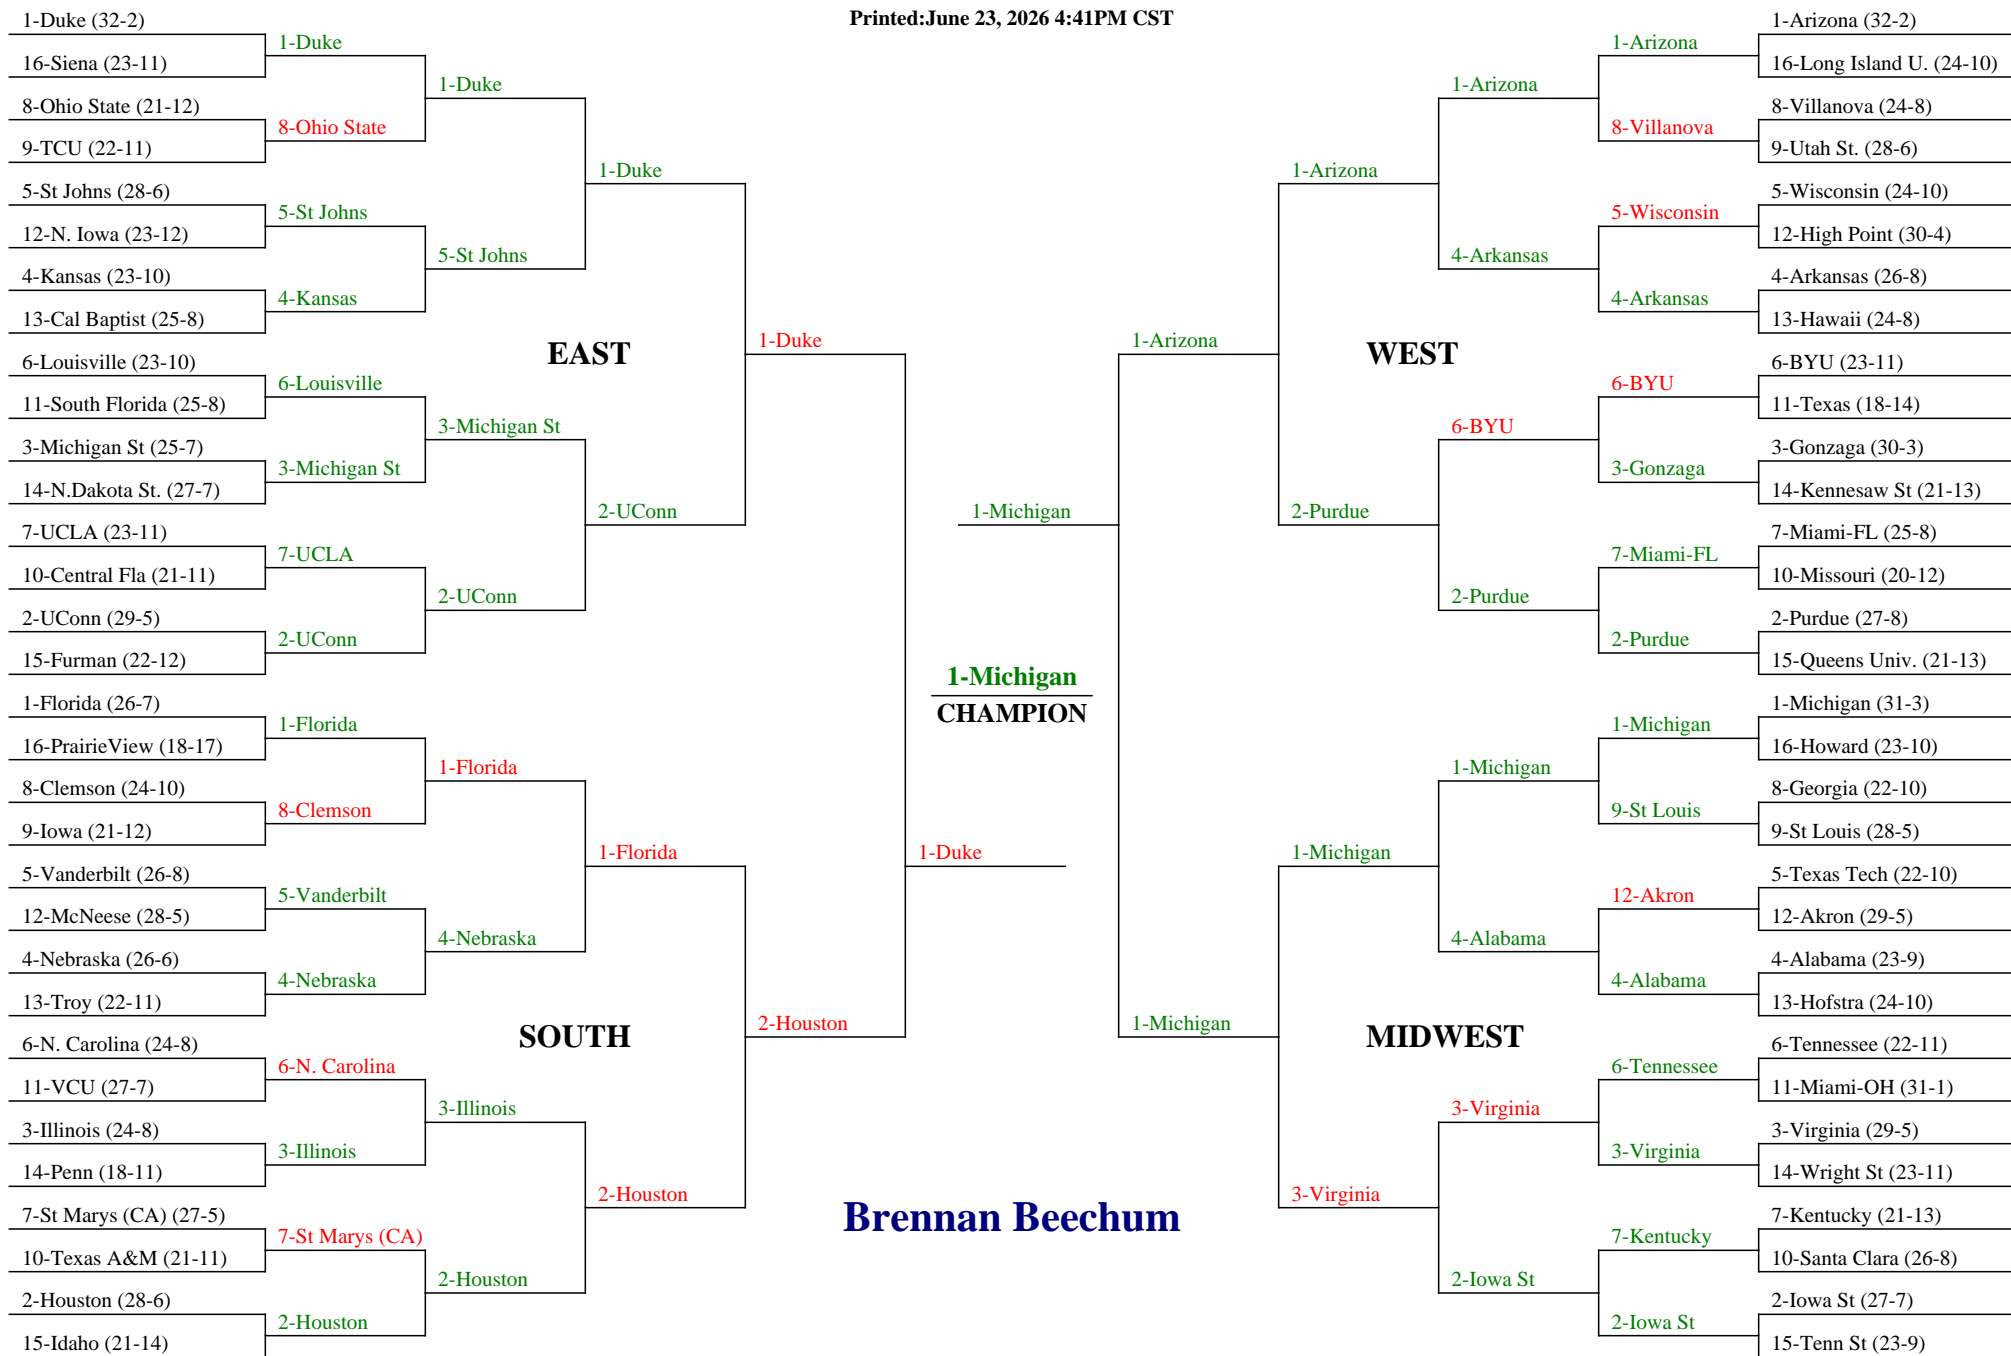 Printed:June 23, 2026 4:41PM CST
1-Duke (32-2)
16-Siena (23-11)
8-Ohio State (21-12)
9-TCU (22-11)
5-St Johns (28-6)
12-N. Iowa (23-12)
4-Kansas (23-10)
13-Cal Baptist (25-8)
6-Louisville (23-10)
11-South Florida (25-8)
3-Michigan St (25-7)
14-N.Dakota St. (27-7)
7-UCLA (23-11)
10-Central Fla (21-11)
2-UConn (29-5)
15-Furman (22-12)
1-Florida (26-7)
16-PrairieView (18-17)
8-Clemson (24-10)
9-Iowa (21-12)
5-Vanderbilt (26-8)
12-McNeese (28-5)
4-Nebraska (26-6)
13-Troy (22-11)
6-N. Carolina (24-8)
11-VCU (27-7)
3-Illinois (24-8)
14-Penn (18-11)
7-St Marys (CA) (27-5)
10-Texas A&M (21-11)
2-Houston (28-6)
15-Idaho (21-14)
1-Duke
8-Ohio State
5-St Johns
4-Kansas
6-Louisville
3-Michigan St
7-UCLA
2-UConn
1-Florida
8-Clemson
5-Vanderbilt
4-Nebraska
6-N. Carolina
3-Illinois
7-St Marys (CA)
2-Houston
1-Duke
5-St Johns
3-Michigan St
2-UConn
1-Florida
4-Nebraska
3-Illinois
2-Houston
EAST
SOUTH
1-Duke
2-UConn
1-Florida
2-Houston
1-Duke
2-Houston
1-Duke
1-Michigan
1-Michigan
CHAMPION
Brennan Beechum
1-Arizona
1-Michigan
1-Arizona
2-Purdue
1-Michigan
3-Virginia
WEST
MIDWEST
1-Arizona
4-Arkansas
6-BYU
2-Purdue
1-Michigan
4-Alabama
3-Virginia
2-Iowa St
1-Arizona
8-Villanova
5-Wisconsin
4-Arkansas
6-BYU
3-Gonzaga
7-Miami-FL
2-Purdue
1-Michigan
9-St Louis
12-Akron
4-Alabama
6-Tennessee
3-Virginia
7-Kentucky
2-Iowa St
1-Arizona (32-2)
16-Long Island U. (24-10)
8-Villanova (24-8)
9-Utah St. (28-6)
5-Wisconsin (24-10)
12-High Point (30-4)
4-Arkansas (26-8)
13-Hawaii (24-8)
6-BYU (23-11)
11-Texas (18-14)
3-Gonzaga (30-3)
14-Kennesaw St (21-13)
7-Miami-FL (25-8)
10-Missouri (20-12)
2-Purdue (27-8)
15-Queens Univ. (21-13)
1-Michigan (31-3)
16-Howard (23-10)
8-Georgia (22-10)
9-St Louis (28-5)
5-Texas Tech (22-10)
12-Akron (29-5)
4-Alabama (23-9)
13-Hofstra (24-10)
6-Tennessee (22-11)
11-Miami-OH (31-1)
3-Virginia (29-5)
14-Wright St (23-11)
7-Kentucky (21-13)
10-Santa Clara (26-8)
2-Iowa St (27-7)
15-Tenn St (23-9)